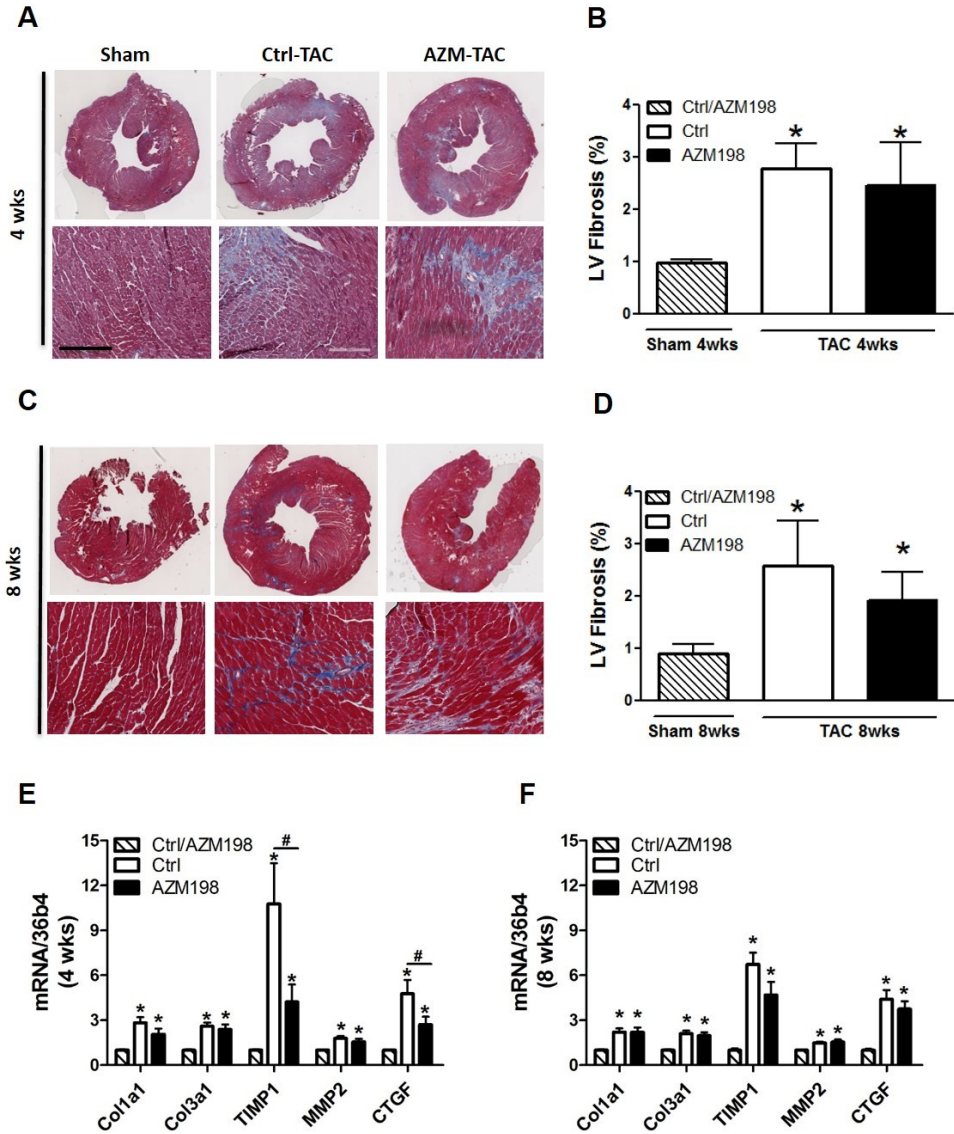 A
Sham
Ctrl-TAC
AZM-TAC
4 wks
B
LV Fibrosis (%)
4
3
2
1
0
Ctrl/AZM198
Ctrl
AZM198
*
*
Sham 4wks
TAC 4wks
C
8 wks
D
LV Fibrosis (%)
4
3
2
1
0
Ctrl/AZM198
Ctrl
AZM198
*
*
Sham 8wks
TAC 8wks
E
mRNA/36b4
(4 wks)
15
12
9
6
3
0
Ctrl/AZM198
Ctrl
AZM198
* * * * * * * * * *
# #
Col1a1
Col3a1
TIMP1
MMP2
CTGF
F
mRNA/36b4
(8 wks)
15
12
9
6
3
0
Ctrl/AZM198
Ctrl
AZM198
* * * * * * * * * *
Col1a1
Col3a1
TIMP1
MMP2
CTGF